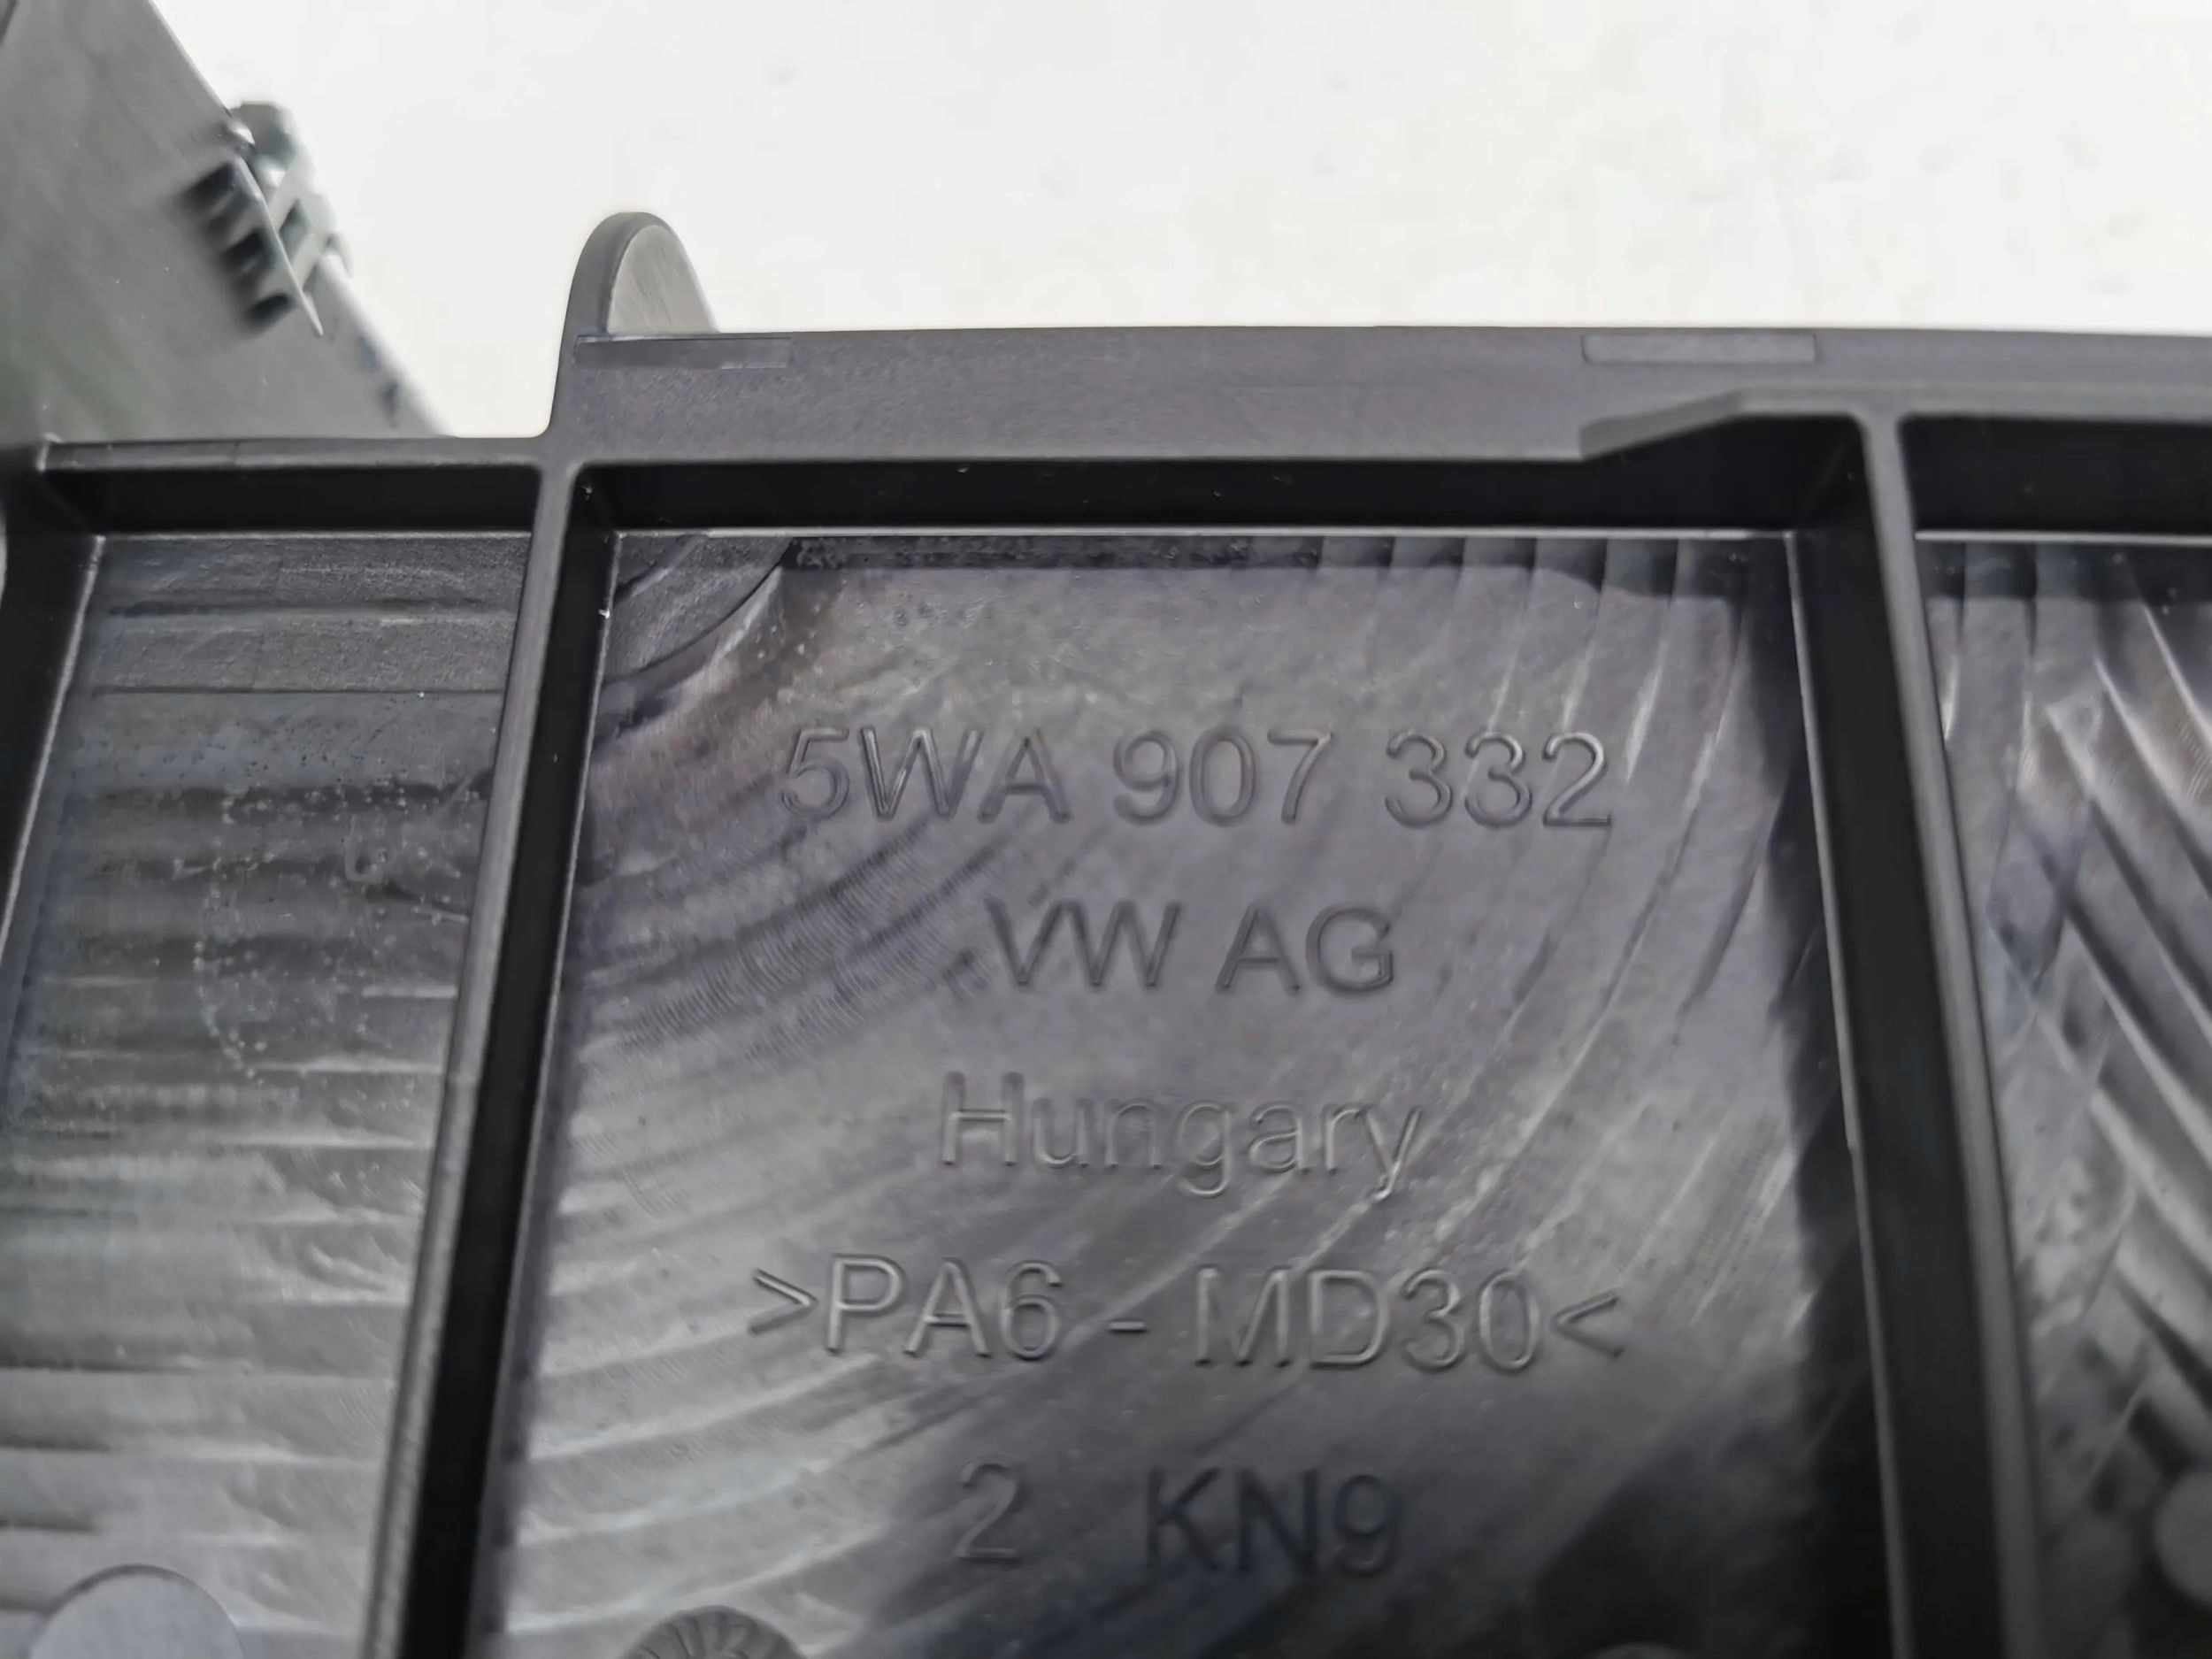 5WA 907 332
VW AG
Hungary
>PA6 - MD30<
2 KN9